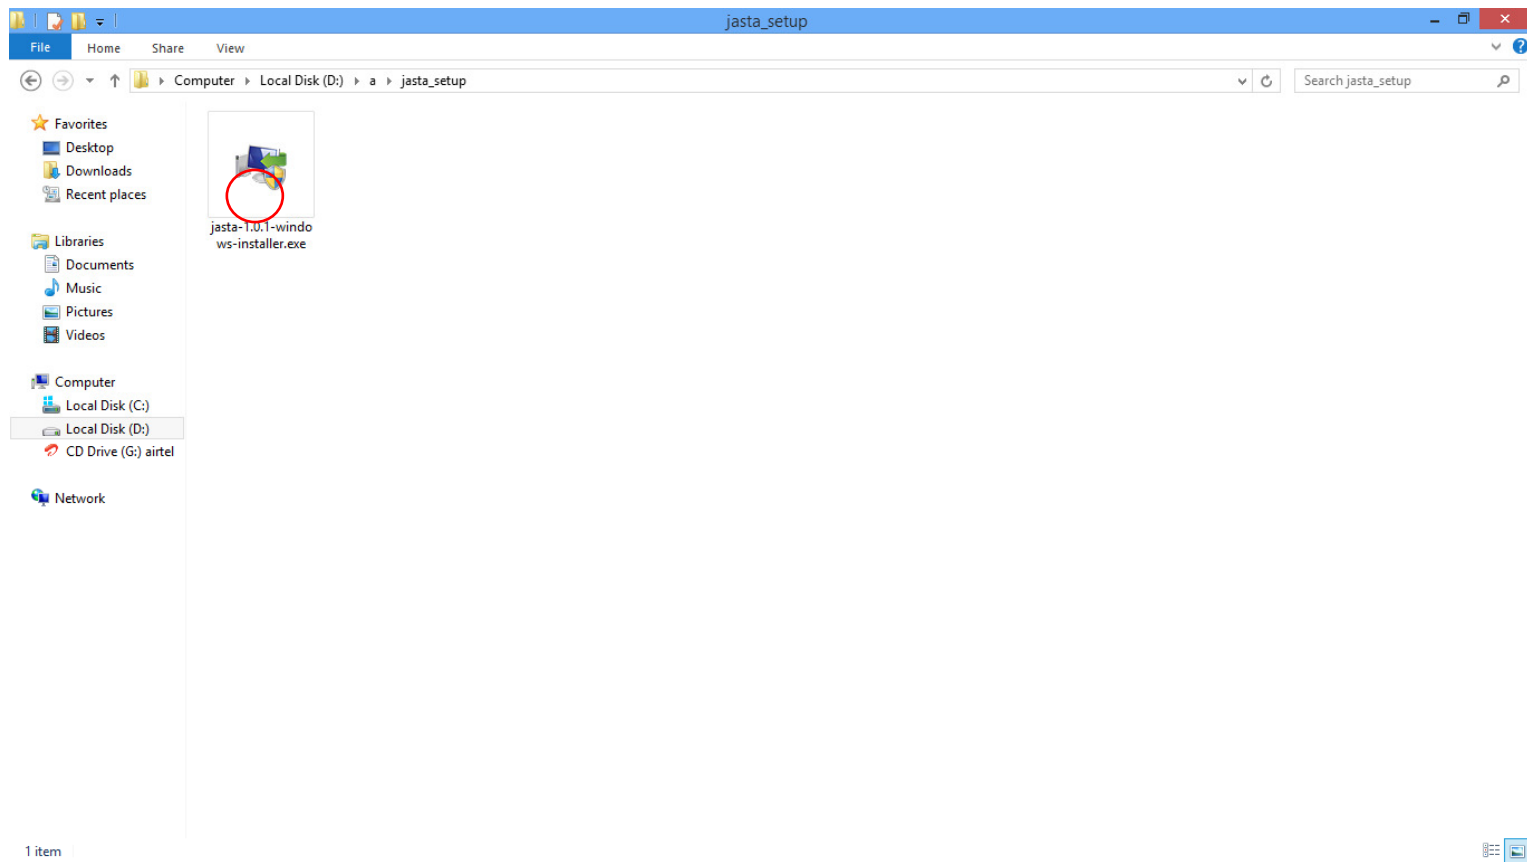 jasta_setup
File Home Share View
Computer Local Disk (D:) a jasta_setup
Search jasta_setup
Favorites
Desktop
Downloads
Recent places
Libraries
Documents
Music
Pictures
Videos
Computer
Local Disk (C:)
Local Disk (D:)
CD Drive (G:) airtel
Network
jasta-1.0.1-windo
ws-installer.exe
1 item